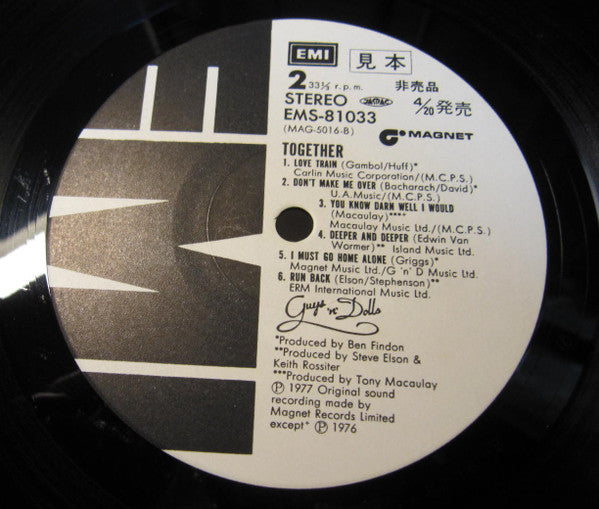 EMI 見本
2 33⅓ r.p.m. 非売品
STEREO JASRAC 4/20発売
EMS-81033
(MAG-5016-B) MAGNET
TOGETHER
1. LOVE TRAIN (Gambol/Huff)*
Carlin Music Corporation/(M.C.P.S.)
2. DON'T MAKE ME OVER (Bacharach/David)*
U.A.Music/(M.C.P.S.)
3. YOU KNOW DARN WELL I WOULD
(Macaulay)***
Macaulay Music Ltd./(M.C.P.S.)
4. DEEPER AND DEEPER (Edwin Van
Wormer)** Island Music Ltd.
5. I MUST GO HOME ALONE (Griggs)*
Magnet Music Ltd./G 'n' D Music Ltd.
6. RUN BACK (Elson/Stephenson)**
ERM International Music Ltd.
Guys 'n' Dolls
*Produced by Ben Findon
**Produced by Steve Elson &
Keith Rossiter
***Produced by Tony Macaulay
℗ 1977 Original sound
recording made by
Magnet Records Limited
except* ℗ 1976